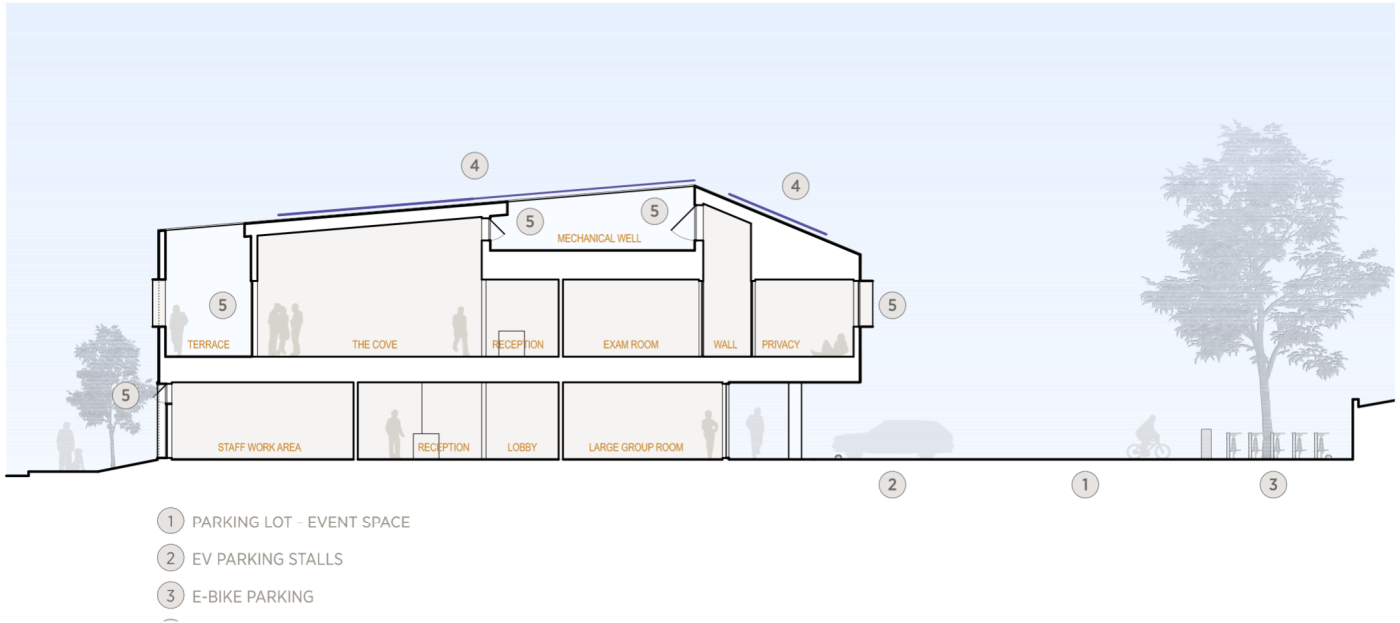 4
4
5
5
MECHANICAL WELL
5
5
TERRACE
THE COVE
RECEPTION
EXAM ROOM
WALL
PRIVACY
5
STAFF WORK AREA
RECEPTION
LOBBY
LARGE GROUP ROOM
2
1
3
1 PARKING LOT - EVENT SPACE
2 EV PARKING STALLS
3 E-BIKE PARKING